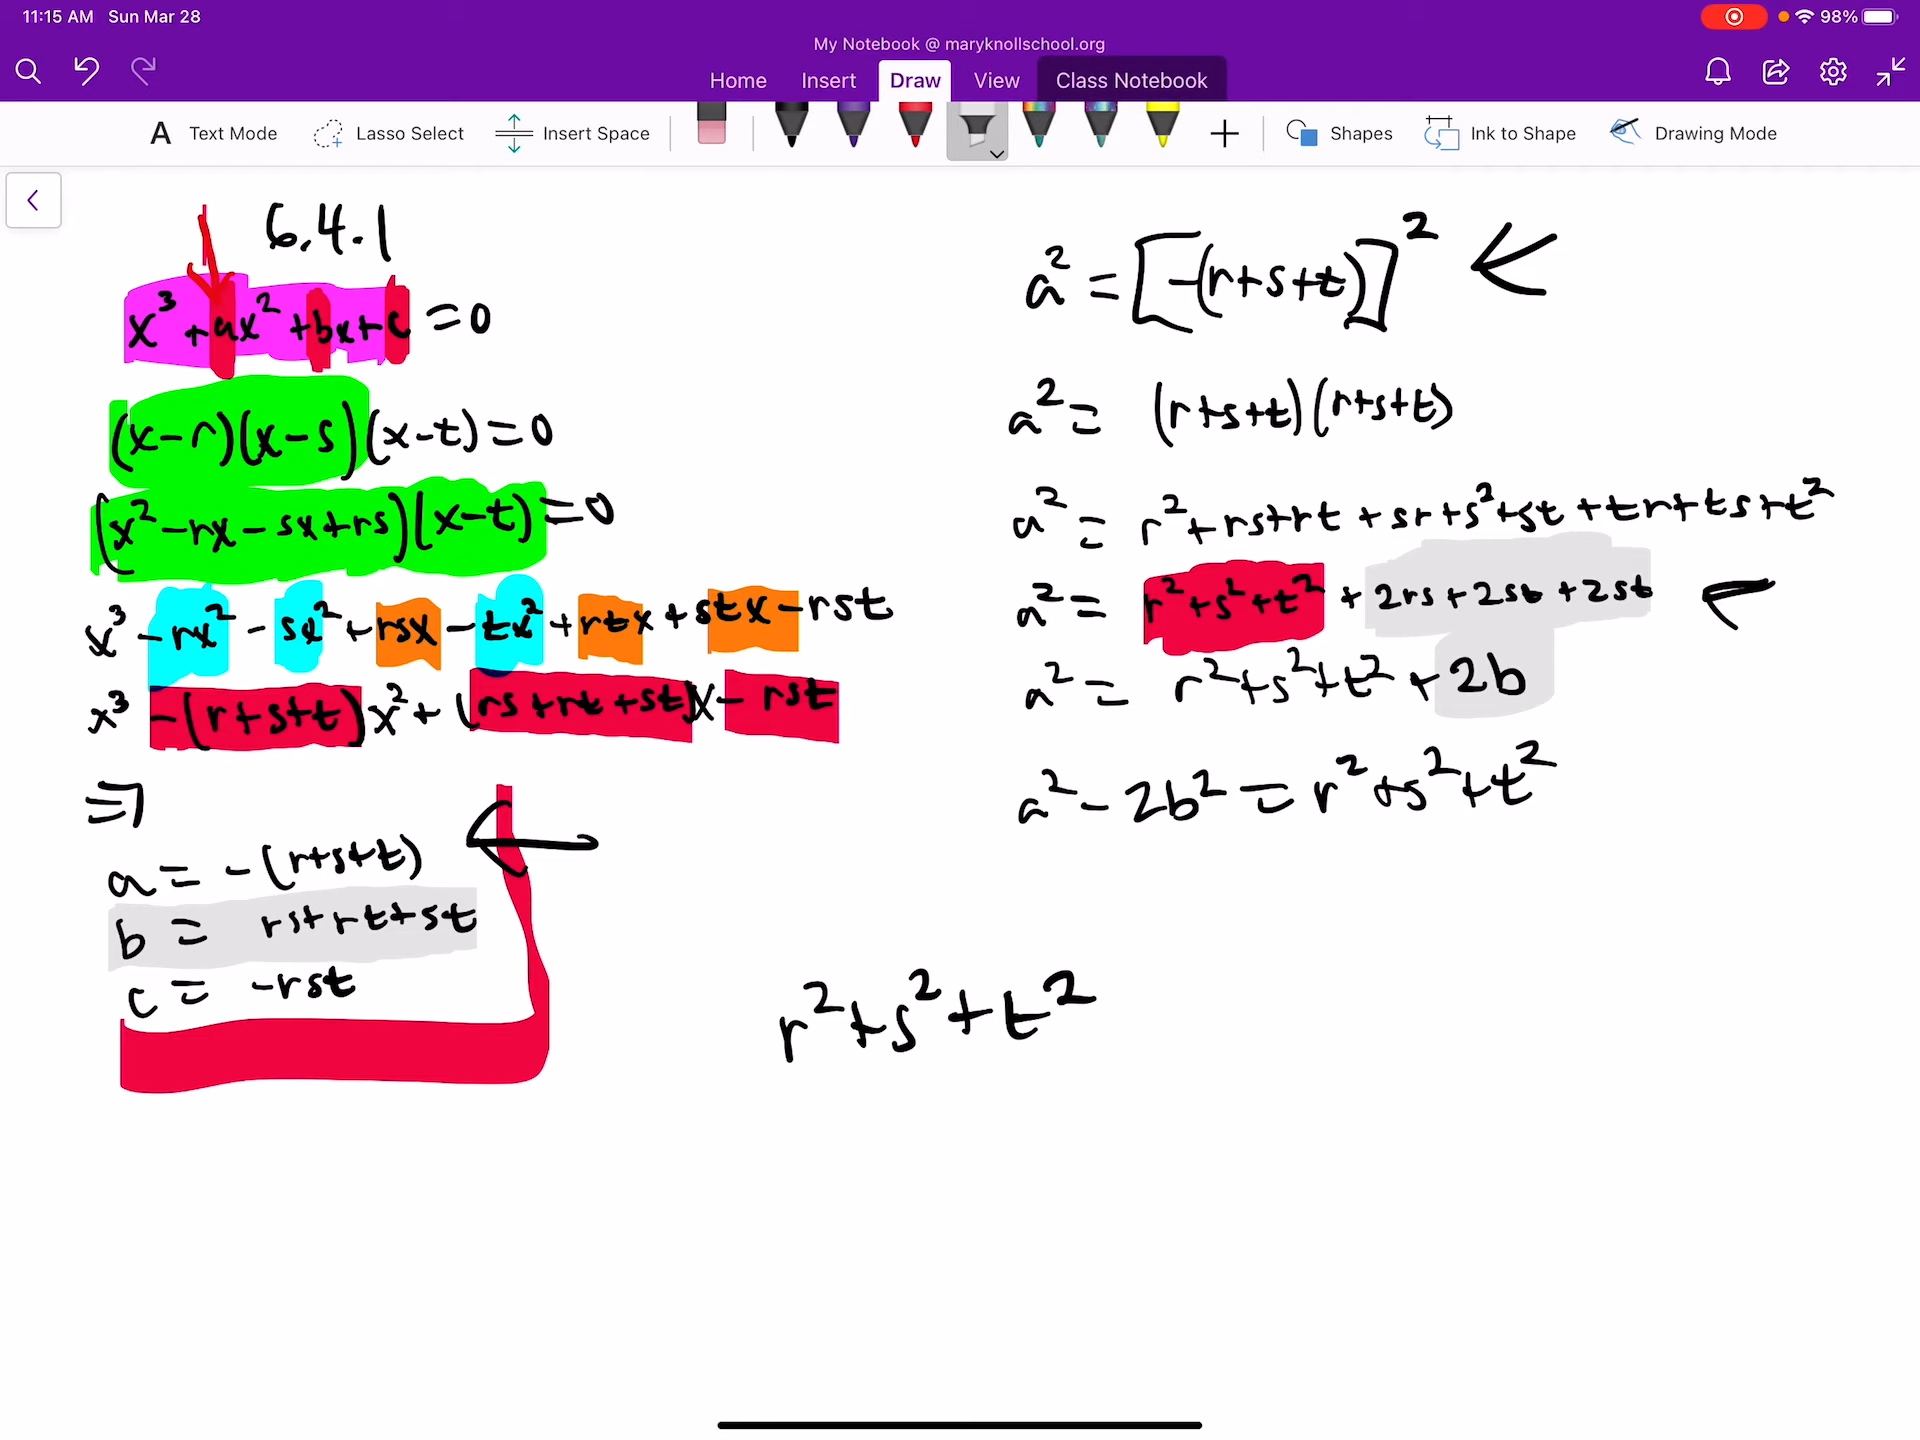 11:15 AM Sun Mar 28
98%
My Notebook @ maryknollschool.org
Home Insert Draw View Class Notebook
A Text Mode Lasso Select Insert Space Shapes Ink to Shape Drawing Mode
6.4.1
x³ + ax² + bx + c = 0
(x-r)(x-s)(x-t) = 0
(x² - rx - sx + rs)(x-t) = 0
x³ - rx² - sx² + rsx - tx² + rtx + stx - rst
x³ -(r+s+t)x² + (rs+rt+st)x - rst
⇒
a = -(r+s+t)
b = rs+rt+st
c = -rst
a² = [-(r+s+t)]²
a² = (r+s+t)(r+s+t)
a² = r²+rs+rt + sr+s²+st + tr+ts+t²
a² = r²+s²+t² + 2rs+2st+2st
a² = r²+s²+t² + 2b
a² - 2b² = r²+s²+t²
r²+s²+t²